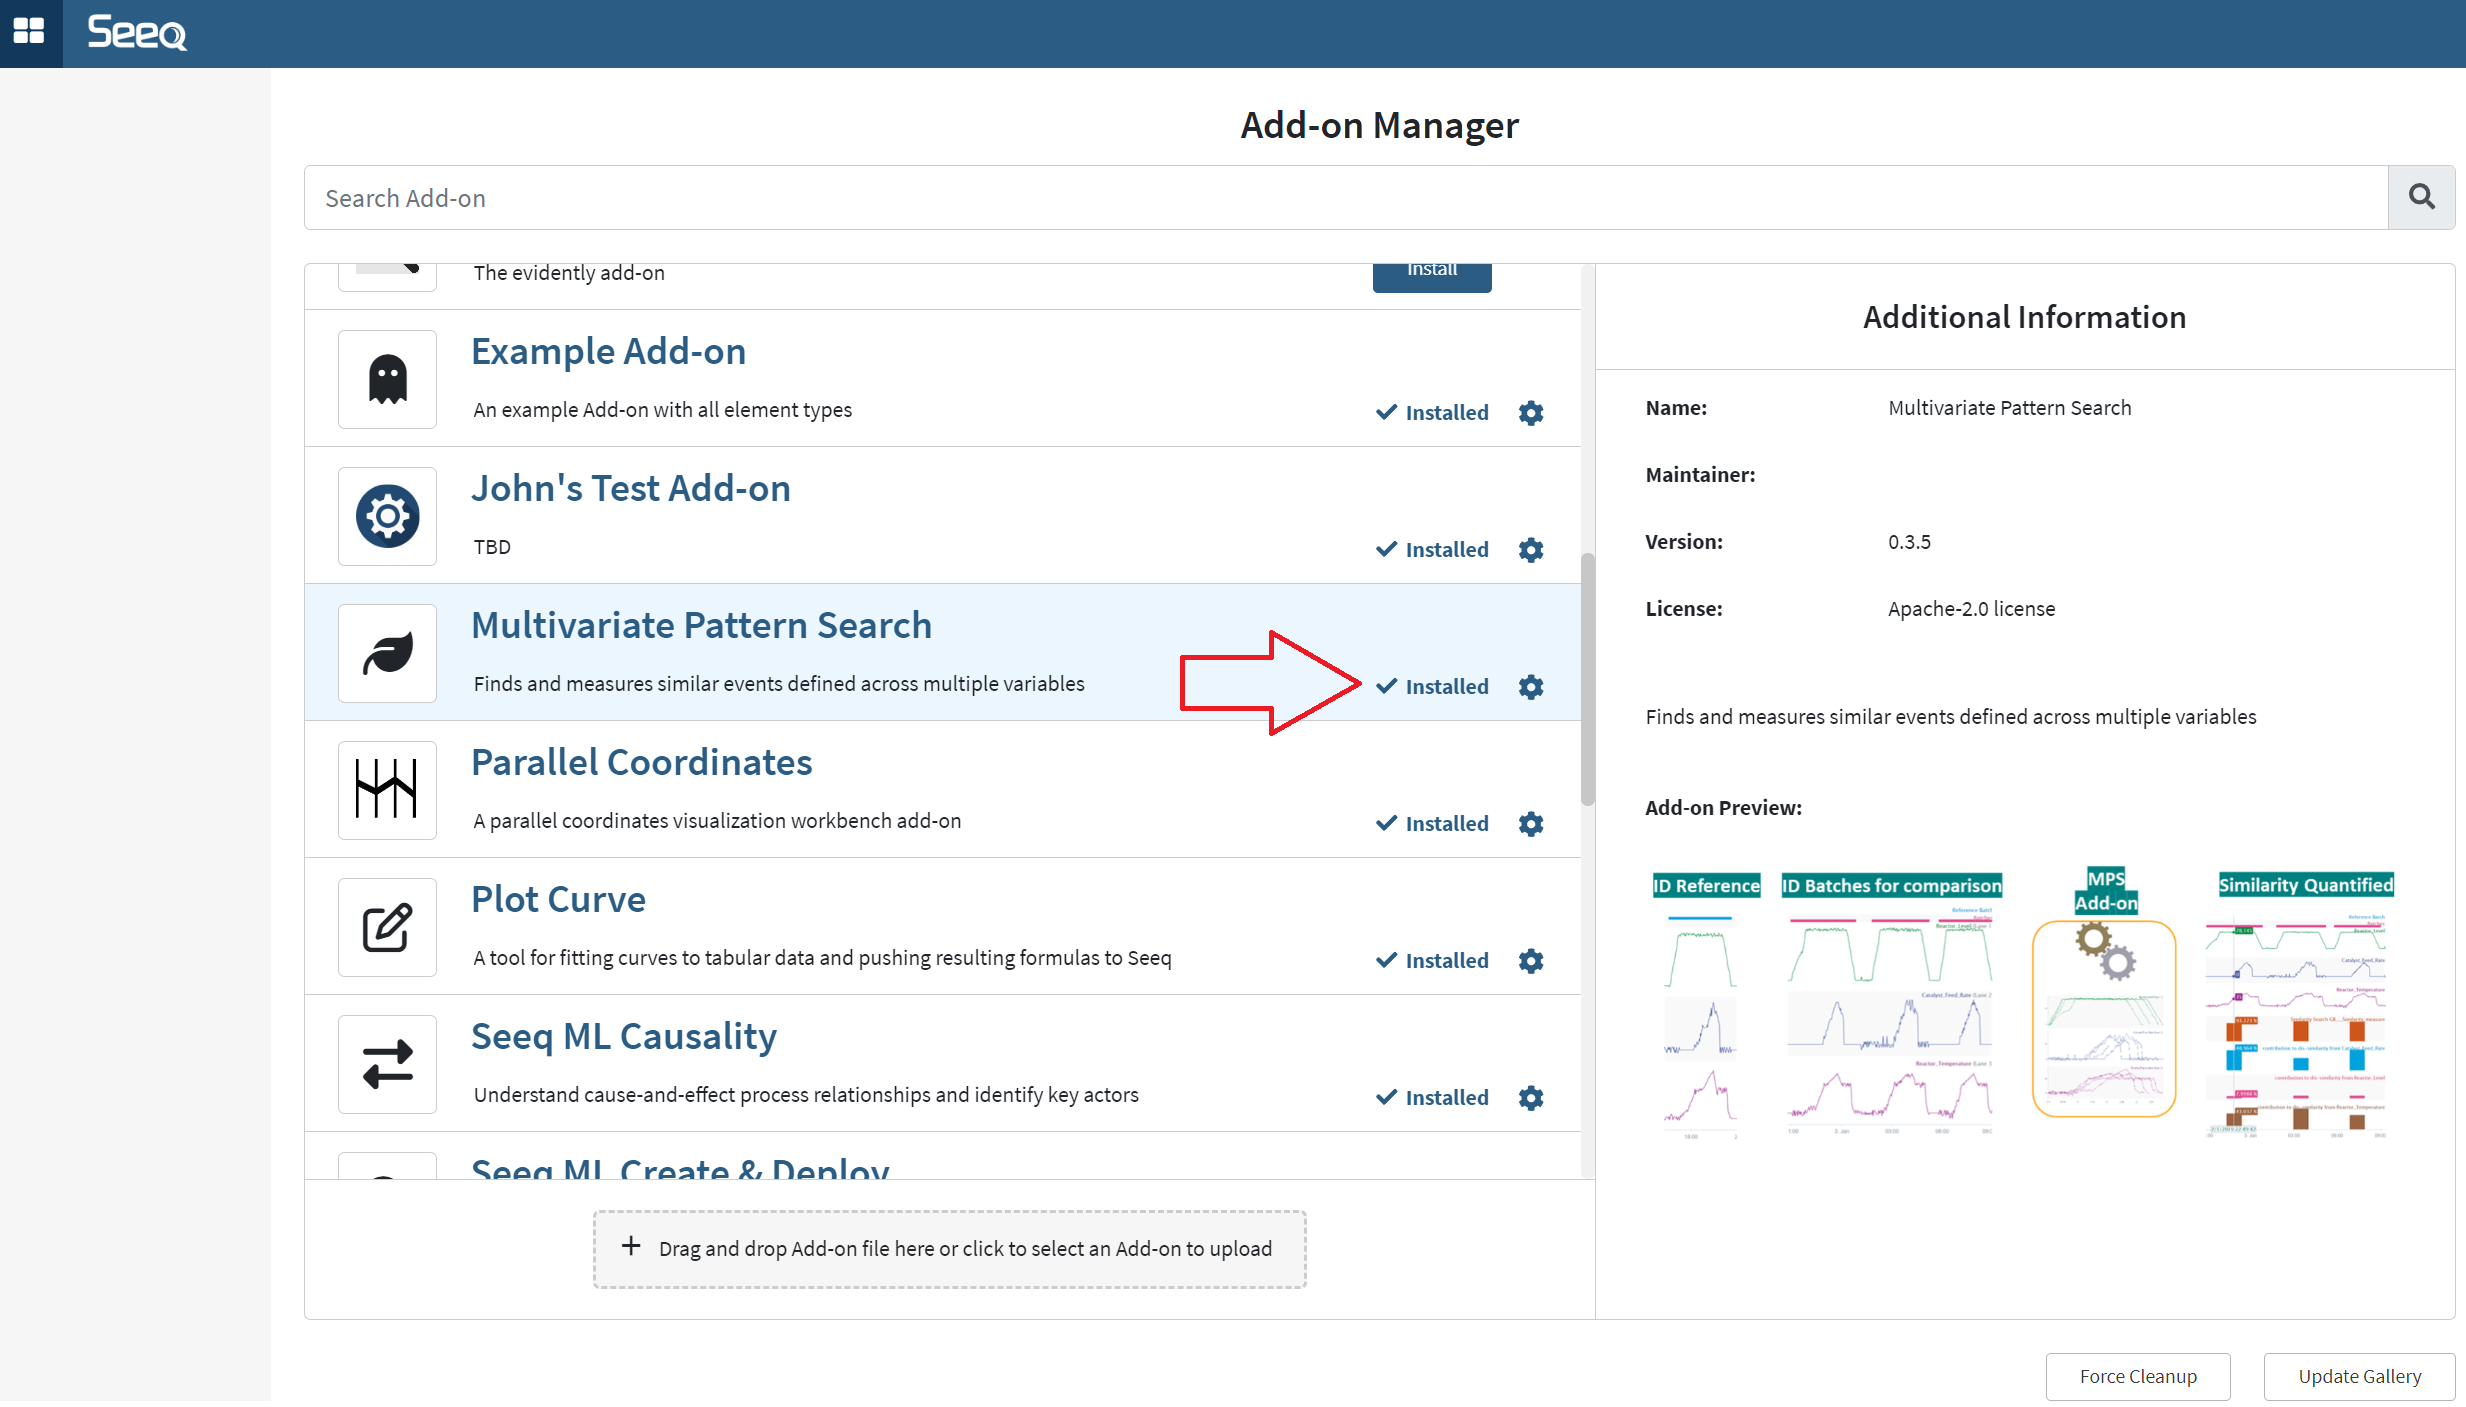 Seeq
Add-on Manager
Search Add-on
The evidently add-on
Install
Example Add-on
An example Add-on with all element types
Installed
John's Test Add-on
TBD
Installed
Multivariate Pattern Search
Finds and measures similar events defined across multiple variables
Installed
Parallel Coordinates
A parallel coordinates visualization workbench add-on
Installed
Plot Curve
A tool for fitting curves to tabular data and pushing resulting formulas to Seeq
Installed
Seeq ML Causality
Understand cause-and-effect process relationships and identify key actors
Installed
Seeq ML Create & Deploy
+ Drag and drop Add-on file here or click to select an Add-on to upload
Additional Information
Name: Multivariate Pattern Search
Maintainer:
Version: 0.3.5
License: Apache-2.0 license
Finds and measures similar events defined across multiple variables
Add-on Preview:
ID Reference
ID Batches for comparison
MPS
Add-on
Similarity Quantified
Force Cleanup
Update Gallery